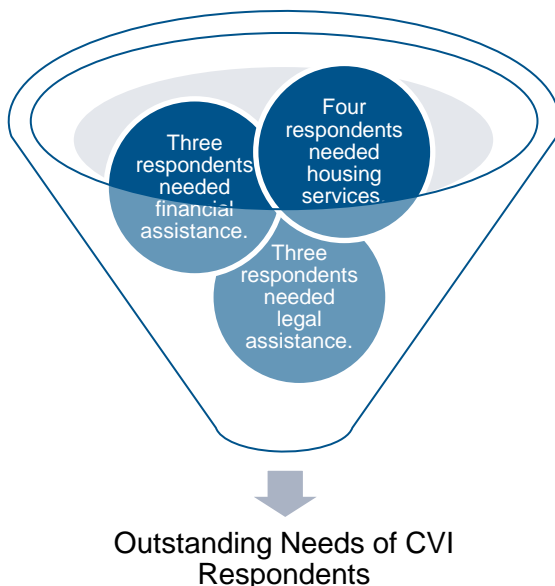 Four
respondents
needed
housing
services.
Three
respondents
needed
financial
assistance.
Three
respondents
needed
legal
assistance.
Outstanding Needs of CVI
Respondents